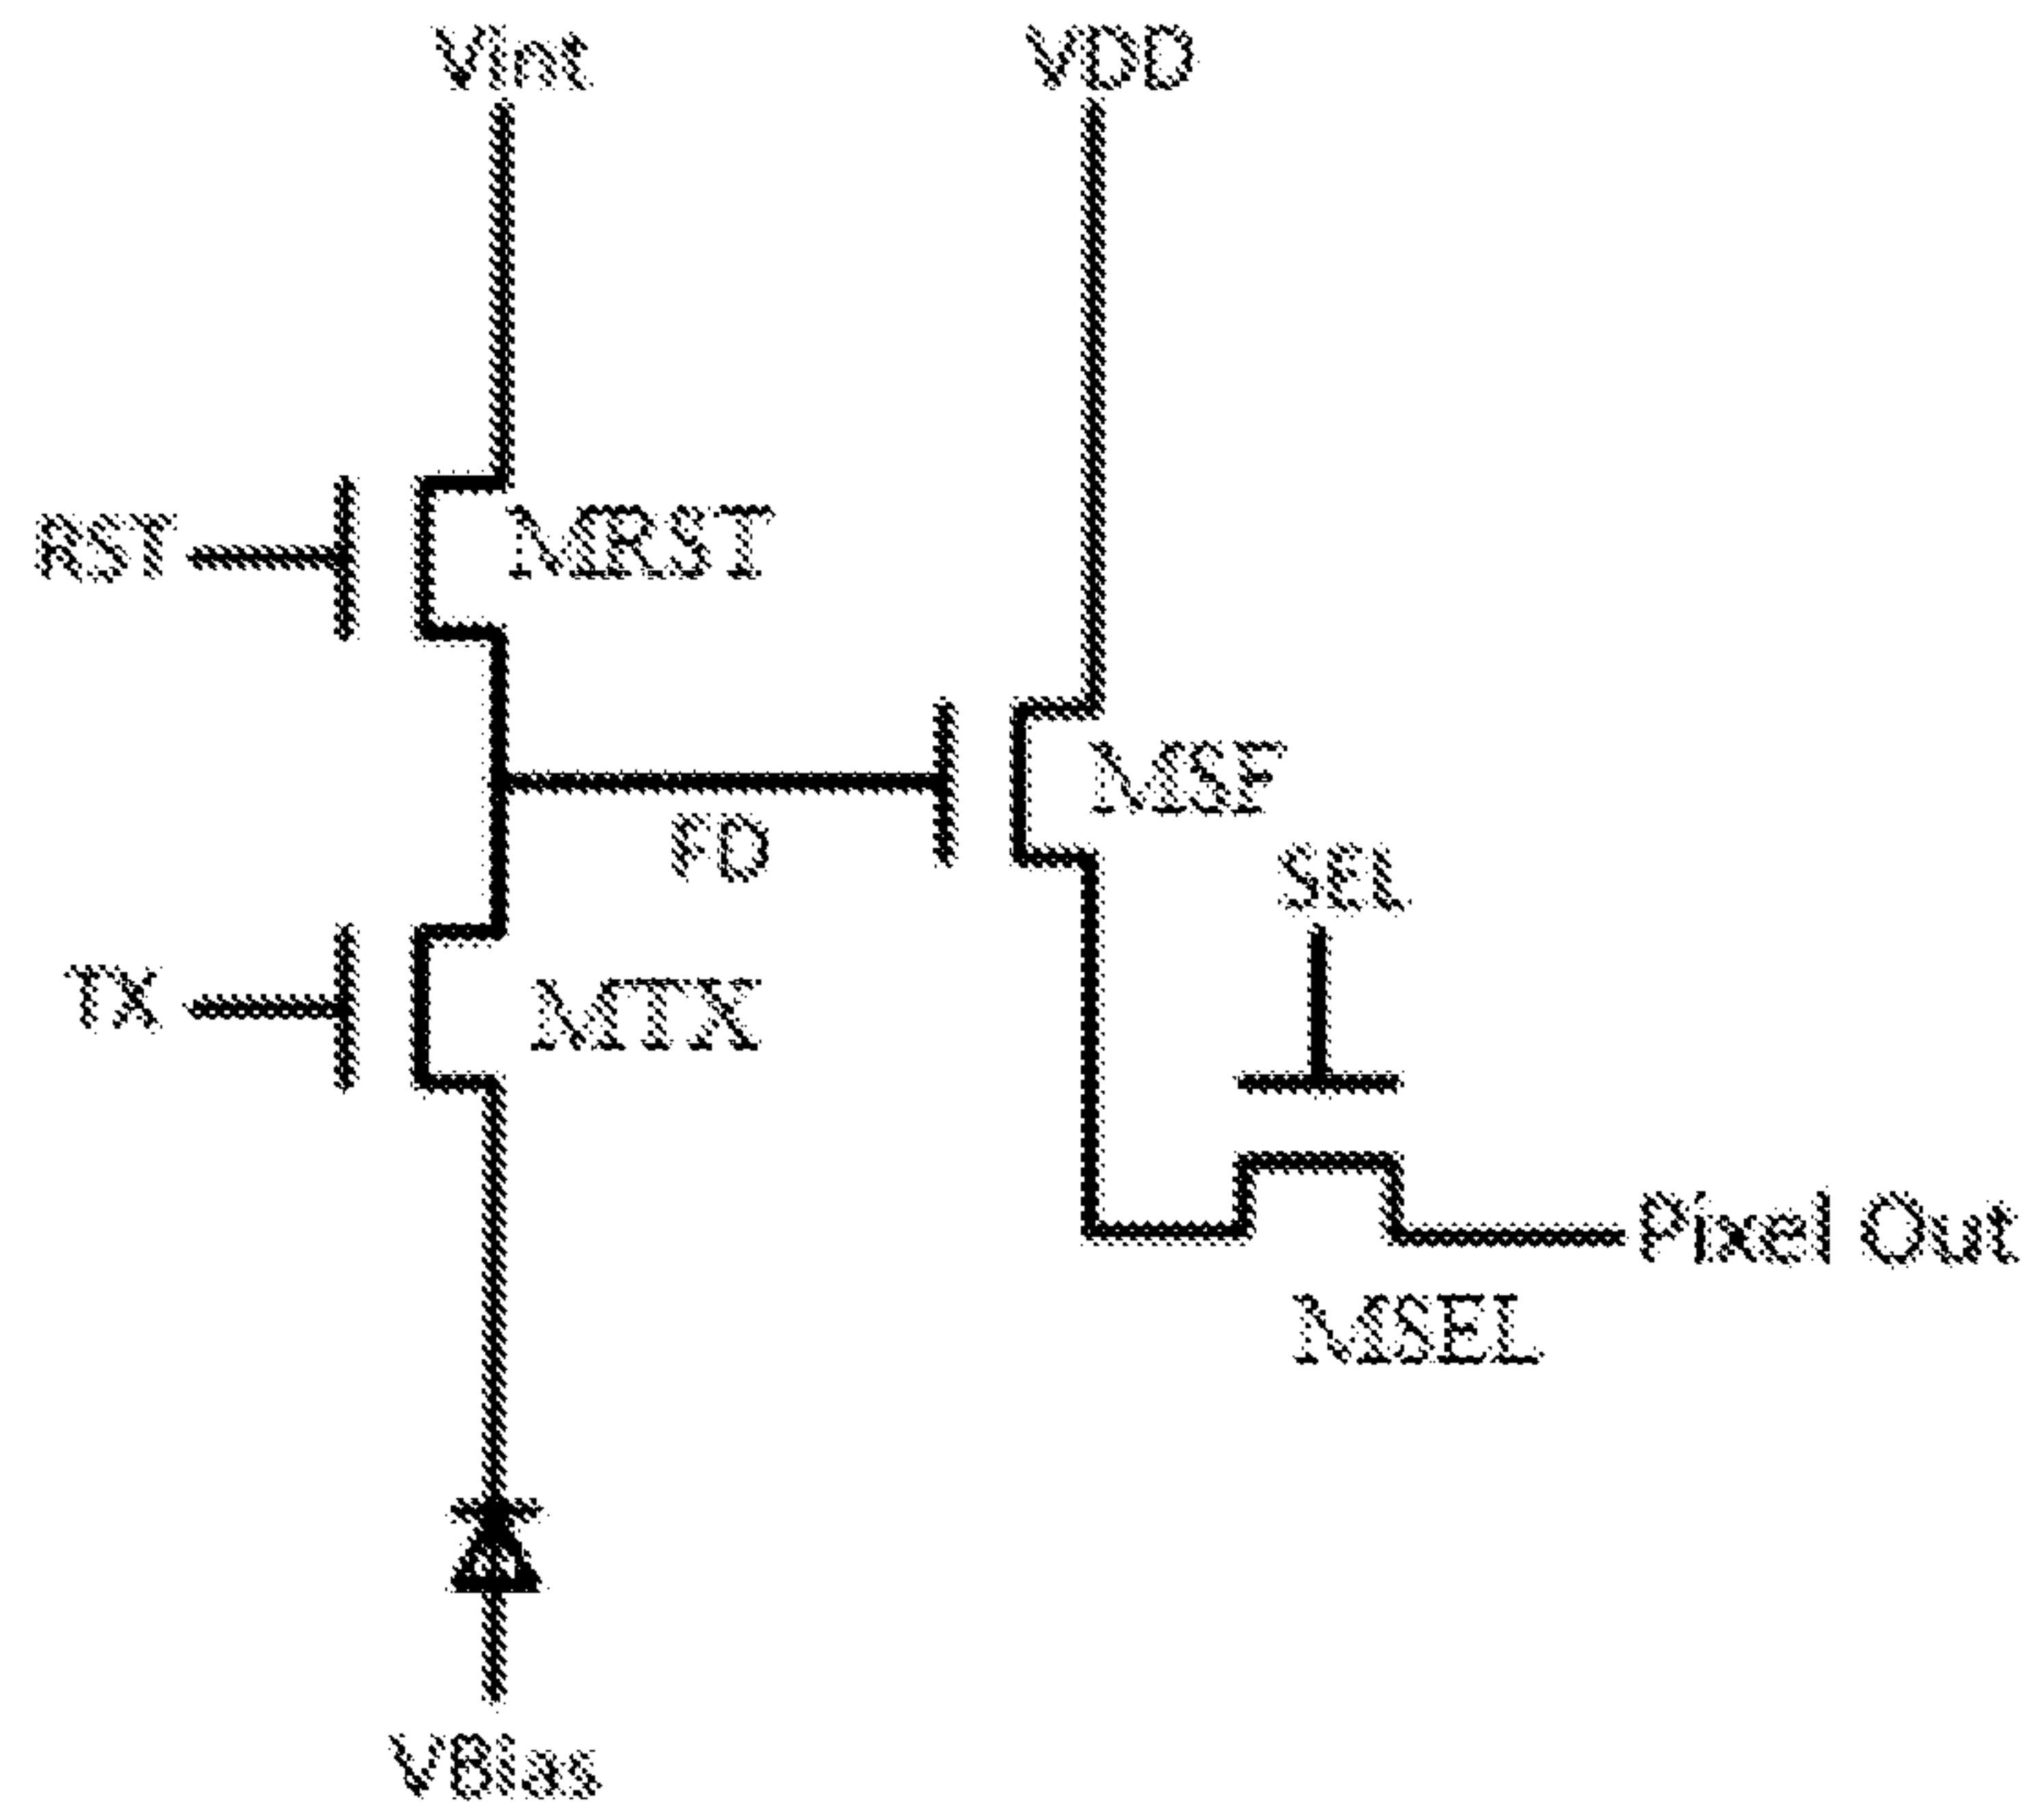 VInt
VDD
RST
MRST
MSF
FD
SEL
TX
MTX
Pixel Out
MSEL
VBias